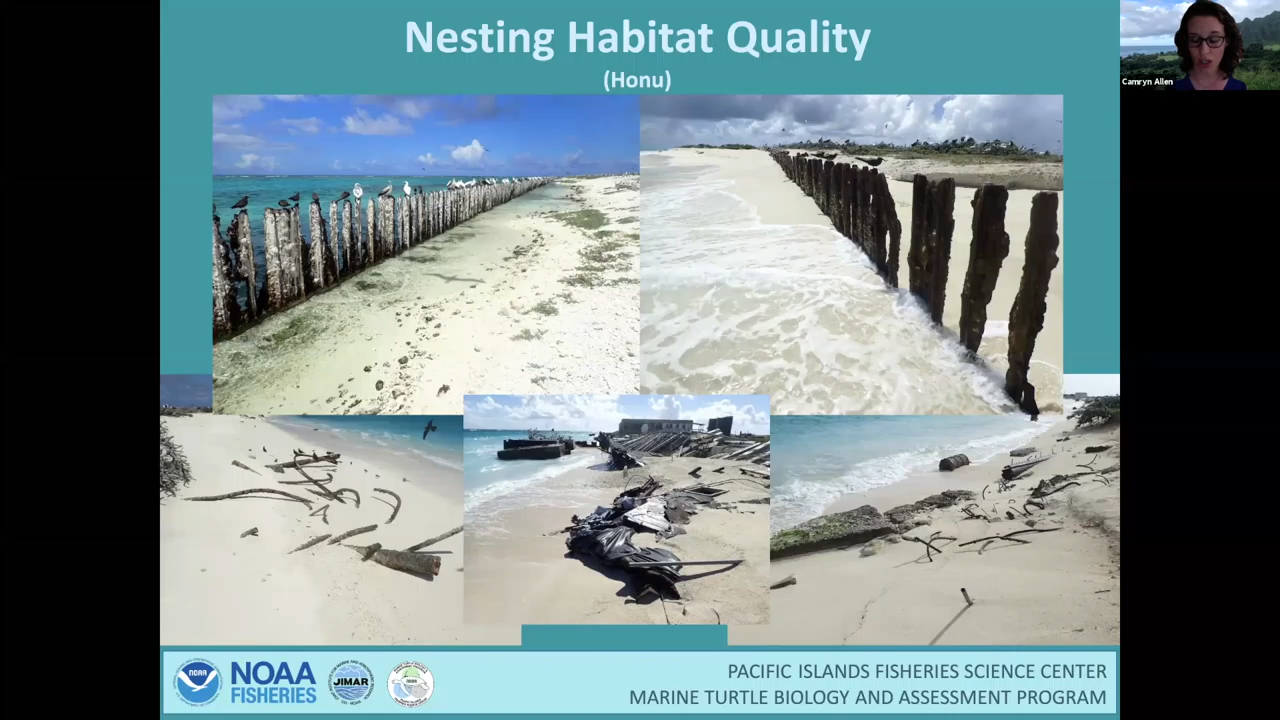 Nesting Habitat Quality
(Honu)
Camryn Allen
NOAA
FISHERIES
NOAA
JIMAR
PACIFIC ISLANDS FISHERIES SCIENCE CENTER
MARINE TURTLE BIOLOGY AND ASSESSMENT PROGRAM